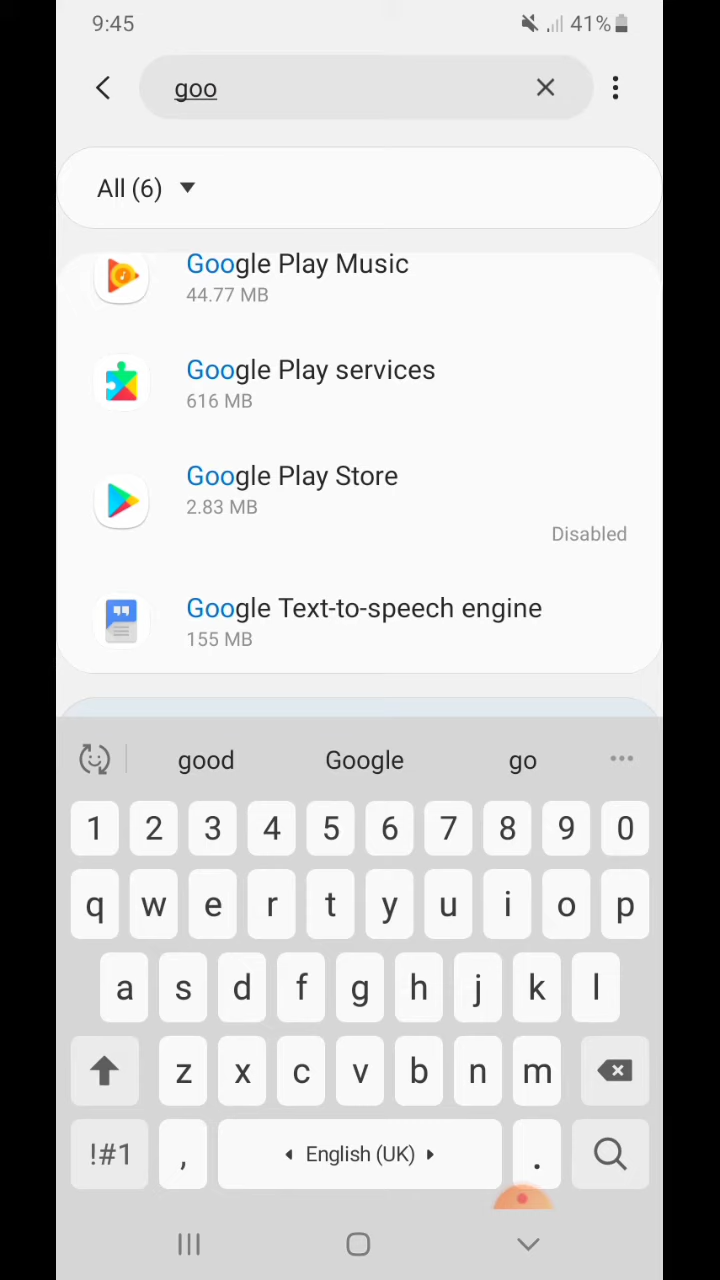 9:45 41%
goo
All (6)
Google Play Music
44.77 MB
Google Play services
616 MB
Google Play Store
2.83 MB
Disabled
Google Text-to-speech engine
155 MB
good Google go
1 2 3 4 5 6 7 8 9 0
q w e r t y u i o p
a s d f g h j k l
z x c v b n m
!#1 , English (UK) .